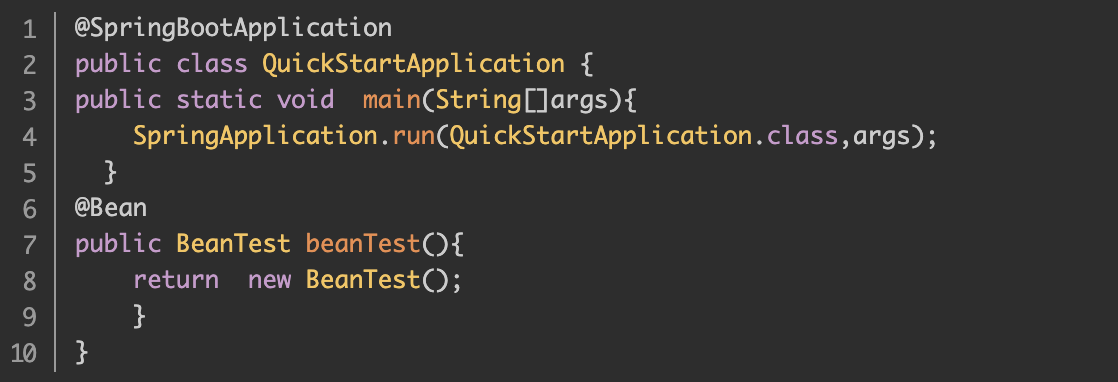 1 @SpringBootApplication
2 public class QuickStartApplication {
3 public static void  main(String[]args){
4     SpringApplication.run(QuickStartApplication.class,args);
5   }
6 @Bean
7 public BeanTest beanTest(){
8     return  new BeanTest();
9     }
10 }